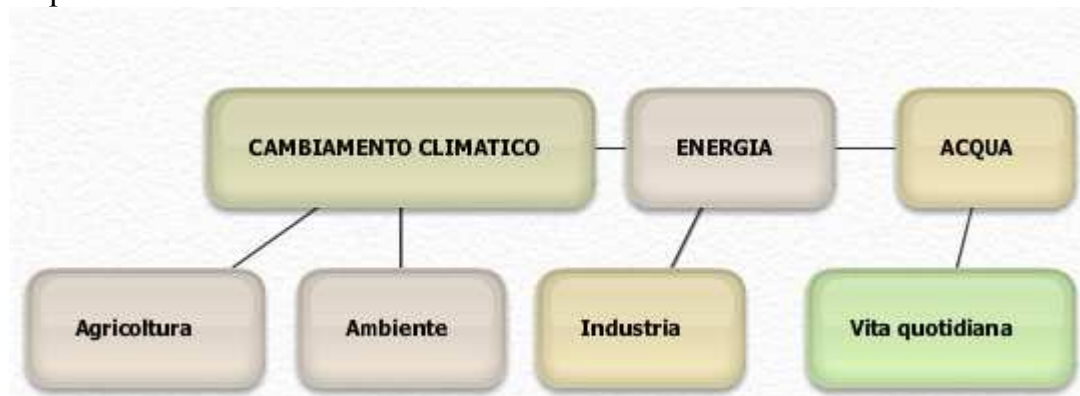 CAMBIAMENTO CLIMATICO
ENERGIA
ACQUA
Agricoltura
Ambiente
Industria
Vita quotidiana